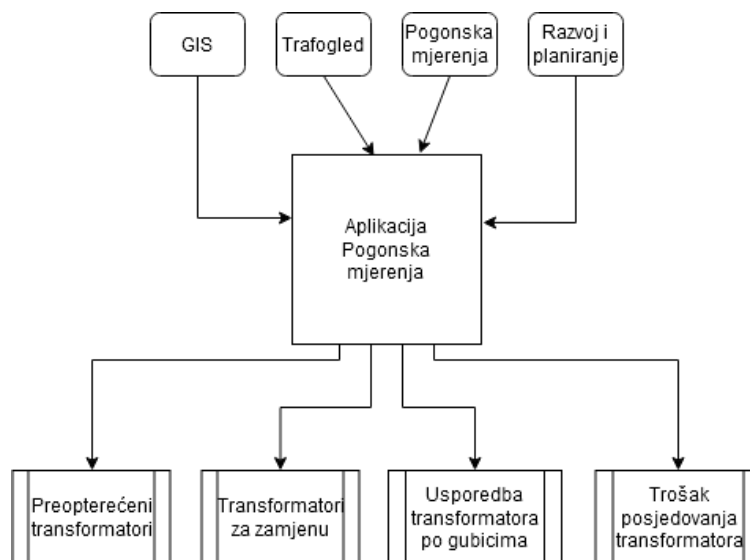 GIS
Trafogled
Pogonska
mjerenja
Razvoj i
planiranje
Aplikacija
Pogonska
mjerenja
Preopterećeni
transformatori
Transformatori
za zamjenu
Usporedba
transformatora
po gubicima
Trošak
posjedovanja
transformatora